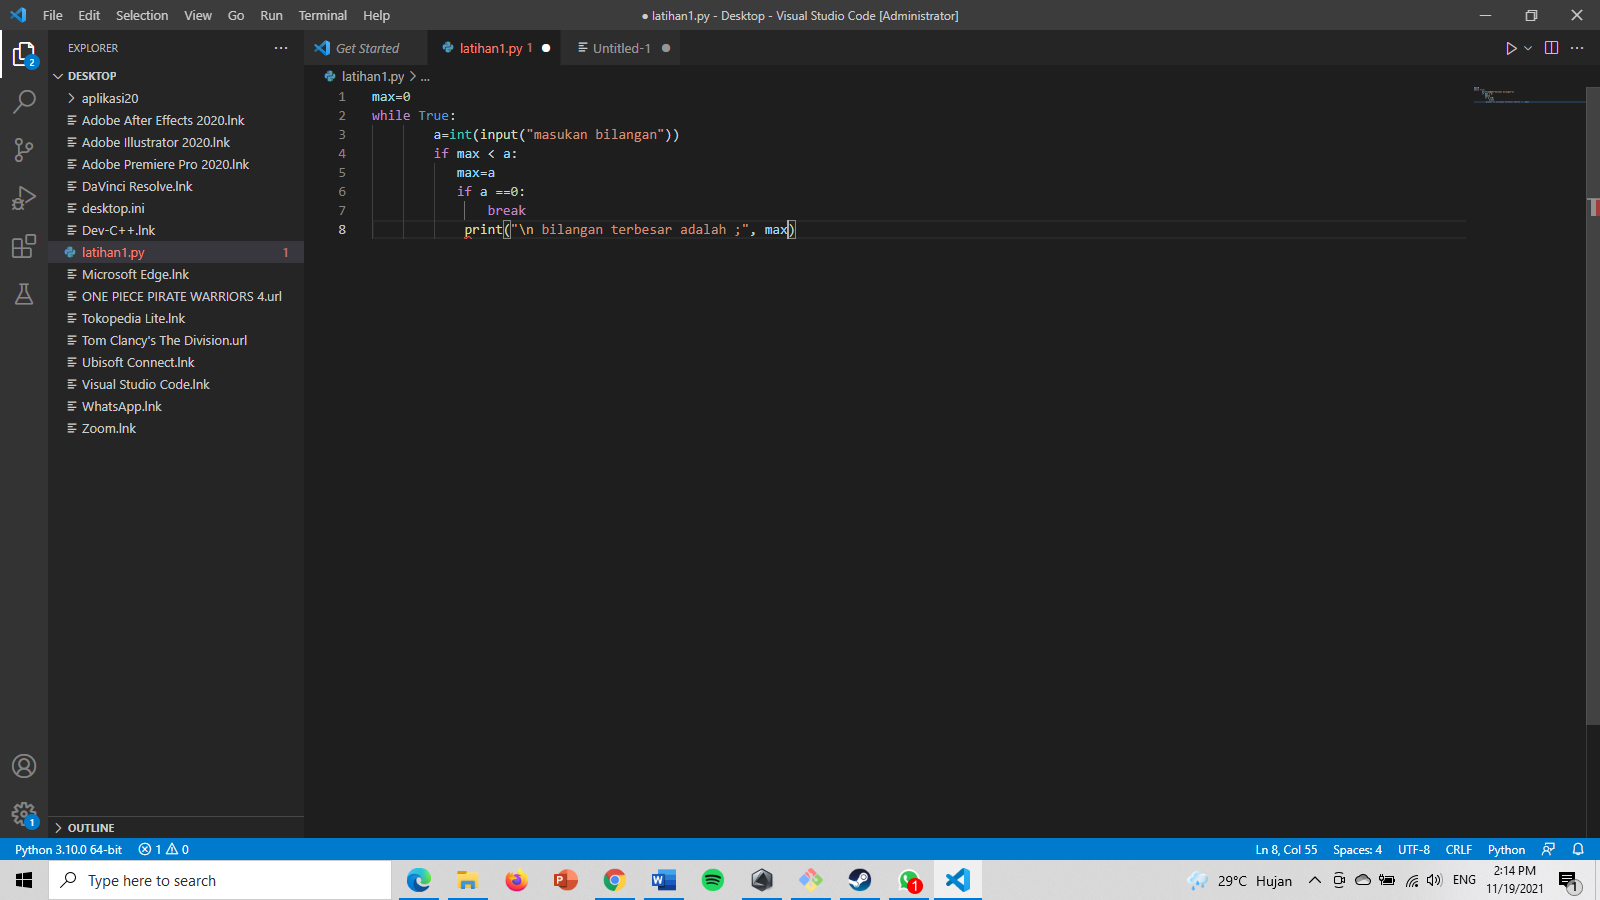 File Edit Selection View Go Run Terminal Help
● latihan1.py - Desktop - Visual Studio Code [Administrator]
EXPLORER
Get Started
latihan1.py 1
Untitled-1
2
DESKTOP
latihan1.py > ...
aplikasi20
Adobe After Effects 2020.lnk
Adobe Illustrator 2020.lnk
Adobe Premiere Pro 2020.lnk
DaVinci Resolve.lnk
desktop.ini
Dev-C++.lnk
latihan1.py 1
Microsoft Edge.lnk
ONE PIECE PIRATE WARRIORS 4.url
Tokopedia Lite.lnk
Tom Clancy's The Division.url
Ubisoft Connect.lnk
Visual Studio Code.lnk
WhatsApp.lnk
Zoom.lnk
1 max=0
2 while True:
3 a=int(input("masukan bilangan"))
4 if max < a:
5 max=a
6 if a ==0:
7 break
8 print("\n bilangan terbesar adalah ;", max)
1
OUTLINE
Python 3.10.0 64-bit 1 0
Ln 8, Col 55 Spaces: 4 UTF-8 CRLF Python
Type here to search
1
29°C Hujan
ENG
2:14 PM
11/19/2021
1